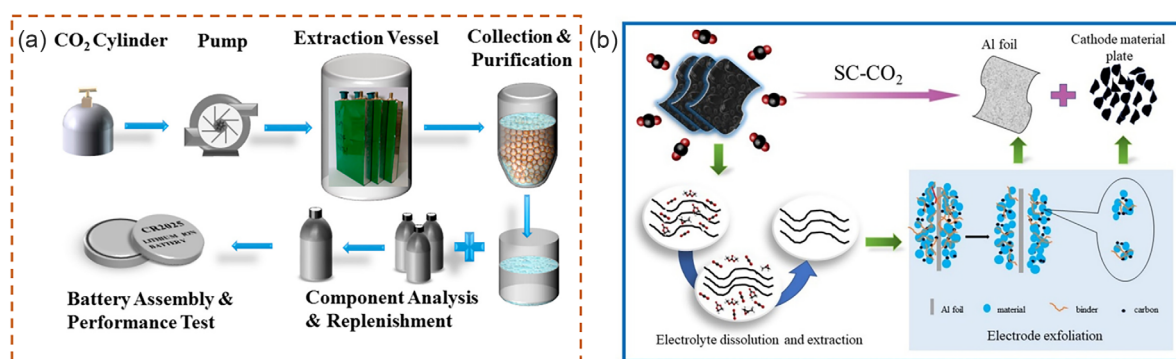 (a)
CO2 Cylinder
Pump
Extraction Vessel
Collection &
Purification
CR2025
LITHIUM ION
BATTERY
Battery Assembly &
Performance Test
Component Analysis
& Replenishment
(b)
SC-CO2
Al foil
Cathode material
plate
Electrolyte dissolution and extraction
Al foil
material
binder
carbon
Electrode exfoliation